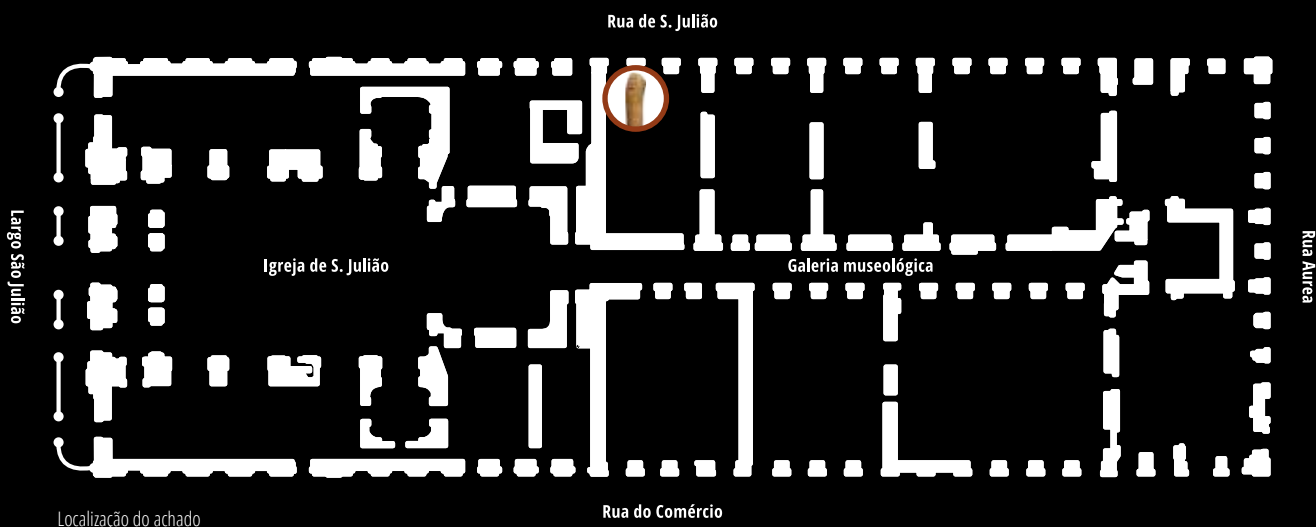 Rua de S. Julião
Largo São Julião
Igreja de S. Julião
Galeria museológica
Rua Aurea
Rua do Comércio
Localização do achado